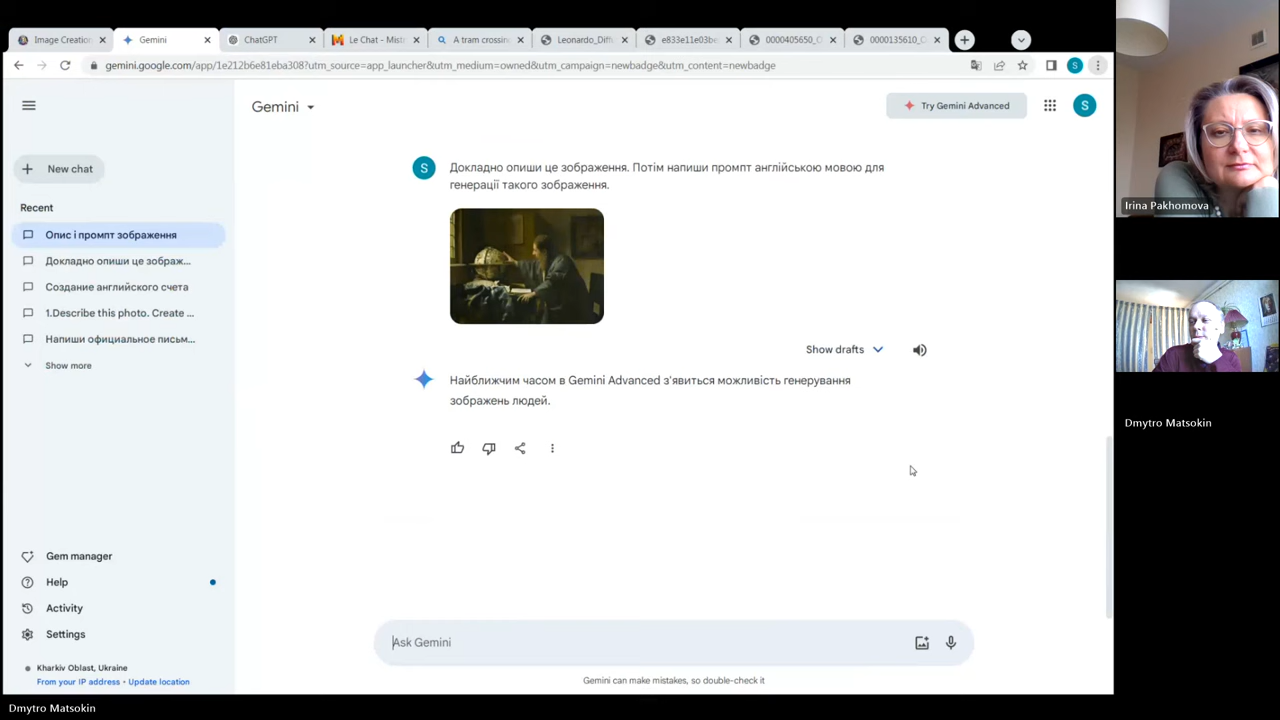 Image Creation
Gemini
ChatGPT
Le Chat - Mist
A tram crossin
Leonardo_Diff
e833e11e03be
0000405650_C
0000135610_C
gemini.google.com/app/1e212b6e81eba308?utm_source=app_launcher&utm_medium=owned&utm_campaign=newbadge&utm_content=newbadge
S
Gemini
Try Gemini Advanced
S
New chat
Recent
Опис і промпт зображення
Докладно опиши це зображ...
Создание английского счета
1.Describe this photo. Create ...
Напиши официальное письм...
Show more
S
Докладно опиши це зображення. Потім напиши промпт англійською мовою для
генерації такого зображення.
Show drafts
Найближчим часом в Gemini Advanced з'явиться можливість генерування
зображень людей.
Gem manager
Help
Activity
Settings
Kharkiv Oblast, Ukraine
From your IP address • Update location
Ask Gemini
Gemini can make mistakes, so double-check it
Irina Pakhomova
Dmytro Matsokin
Dmytro Matsokin